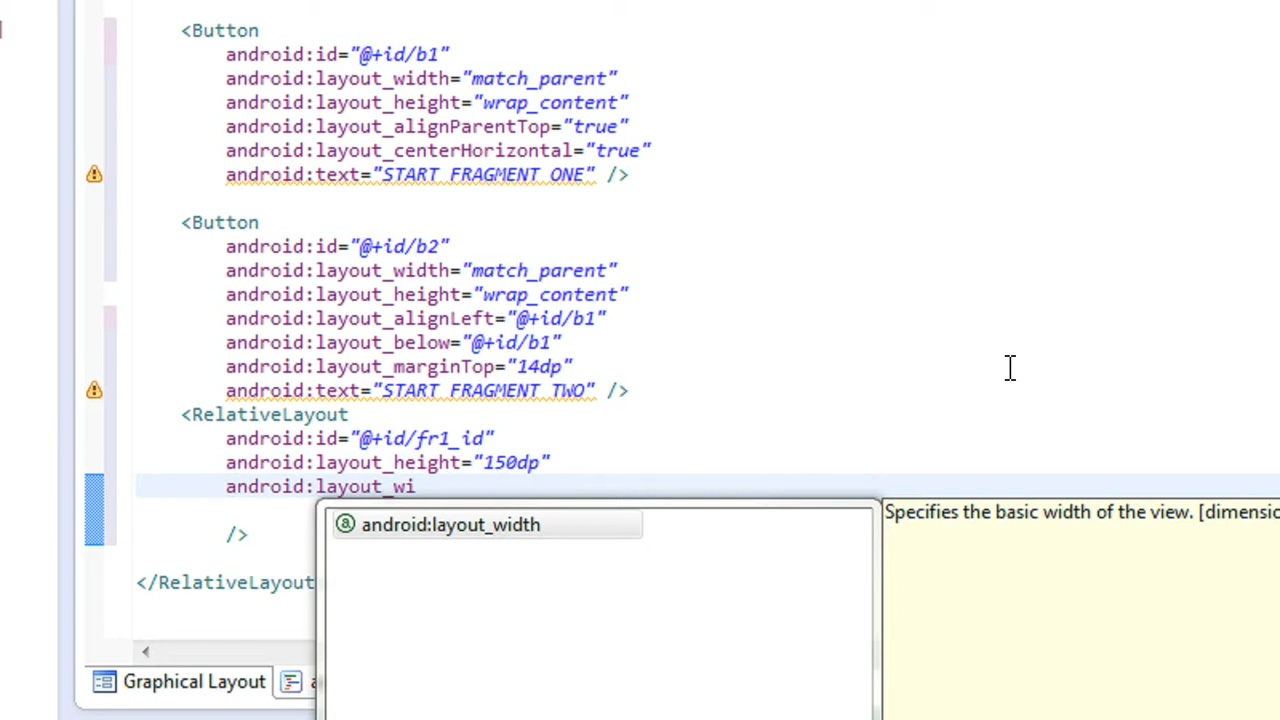 <Button
android:id="@+id/b1"
android:layout_width="match_parent"
android:layout_height="wrap_content"
android:layout_alignParentTop="true"
android:layout_centerHorizontal="true"
android:text="START FRAGMENT ONE" />
<Button
android:id="@+id/b2"
android:layout_width="match_parent"
android:layout_height="wrap_content"
android:layout_alignLeft="@+id/b1"
android:layout_below="@+id/b1"
android:layout_marginTop="14dp"
android:text="START FRAGMENT TWO" />
<RelativeLayout
android:id="@+id/fr1_id"
android:layout_height="150dp"
android:layout_wi
android:layout_width
Specifies the basic width of the view. [dimensio
/>
</RelativeLayout
Graphical Layout